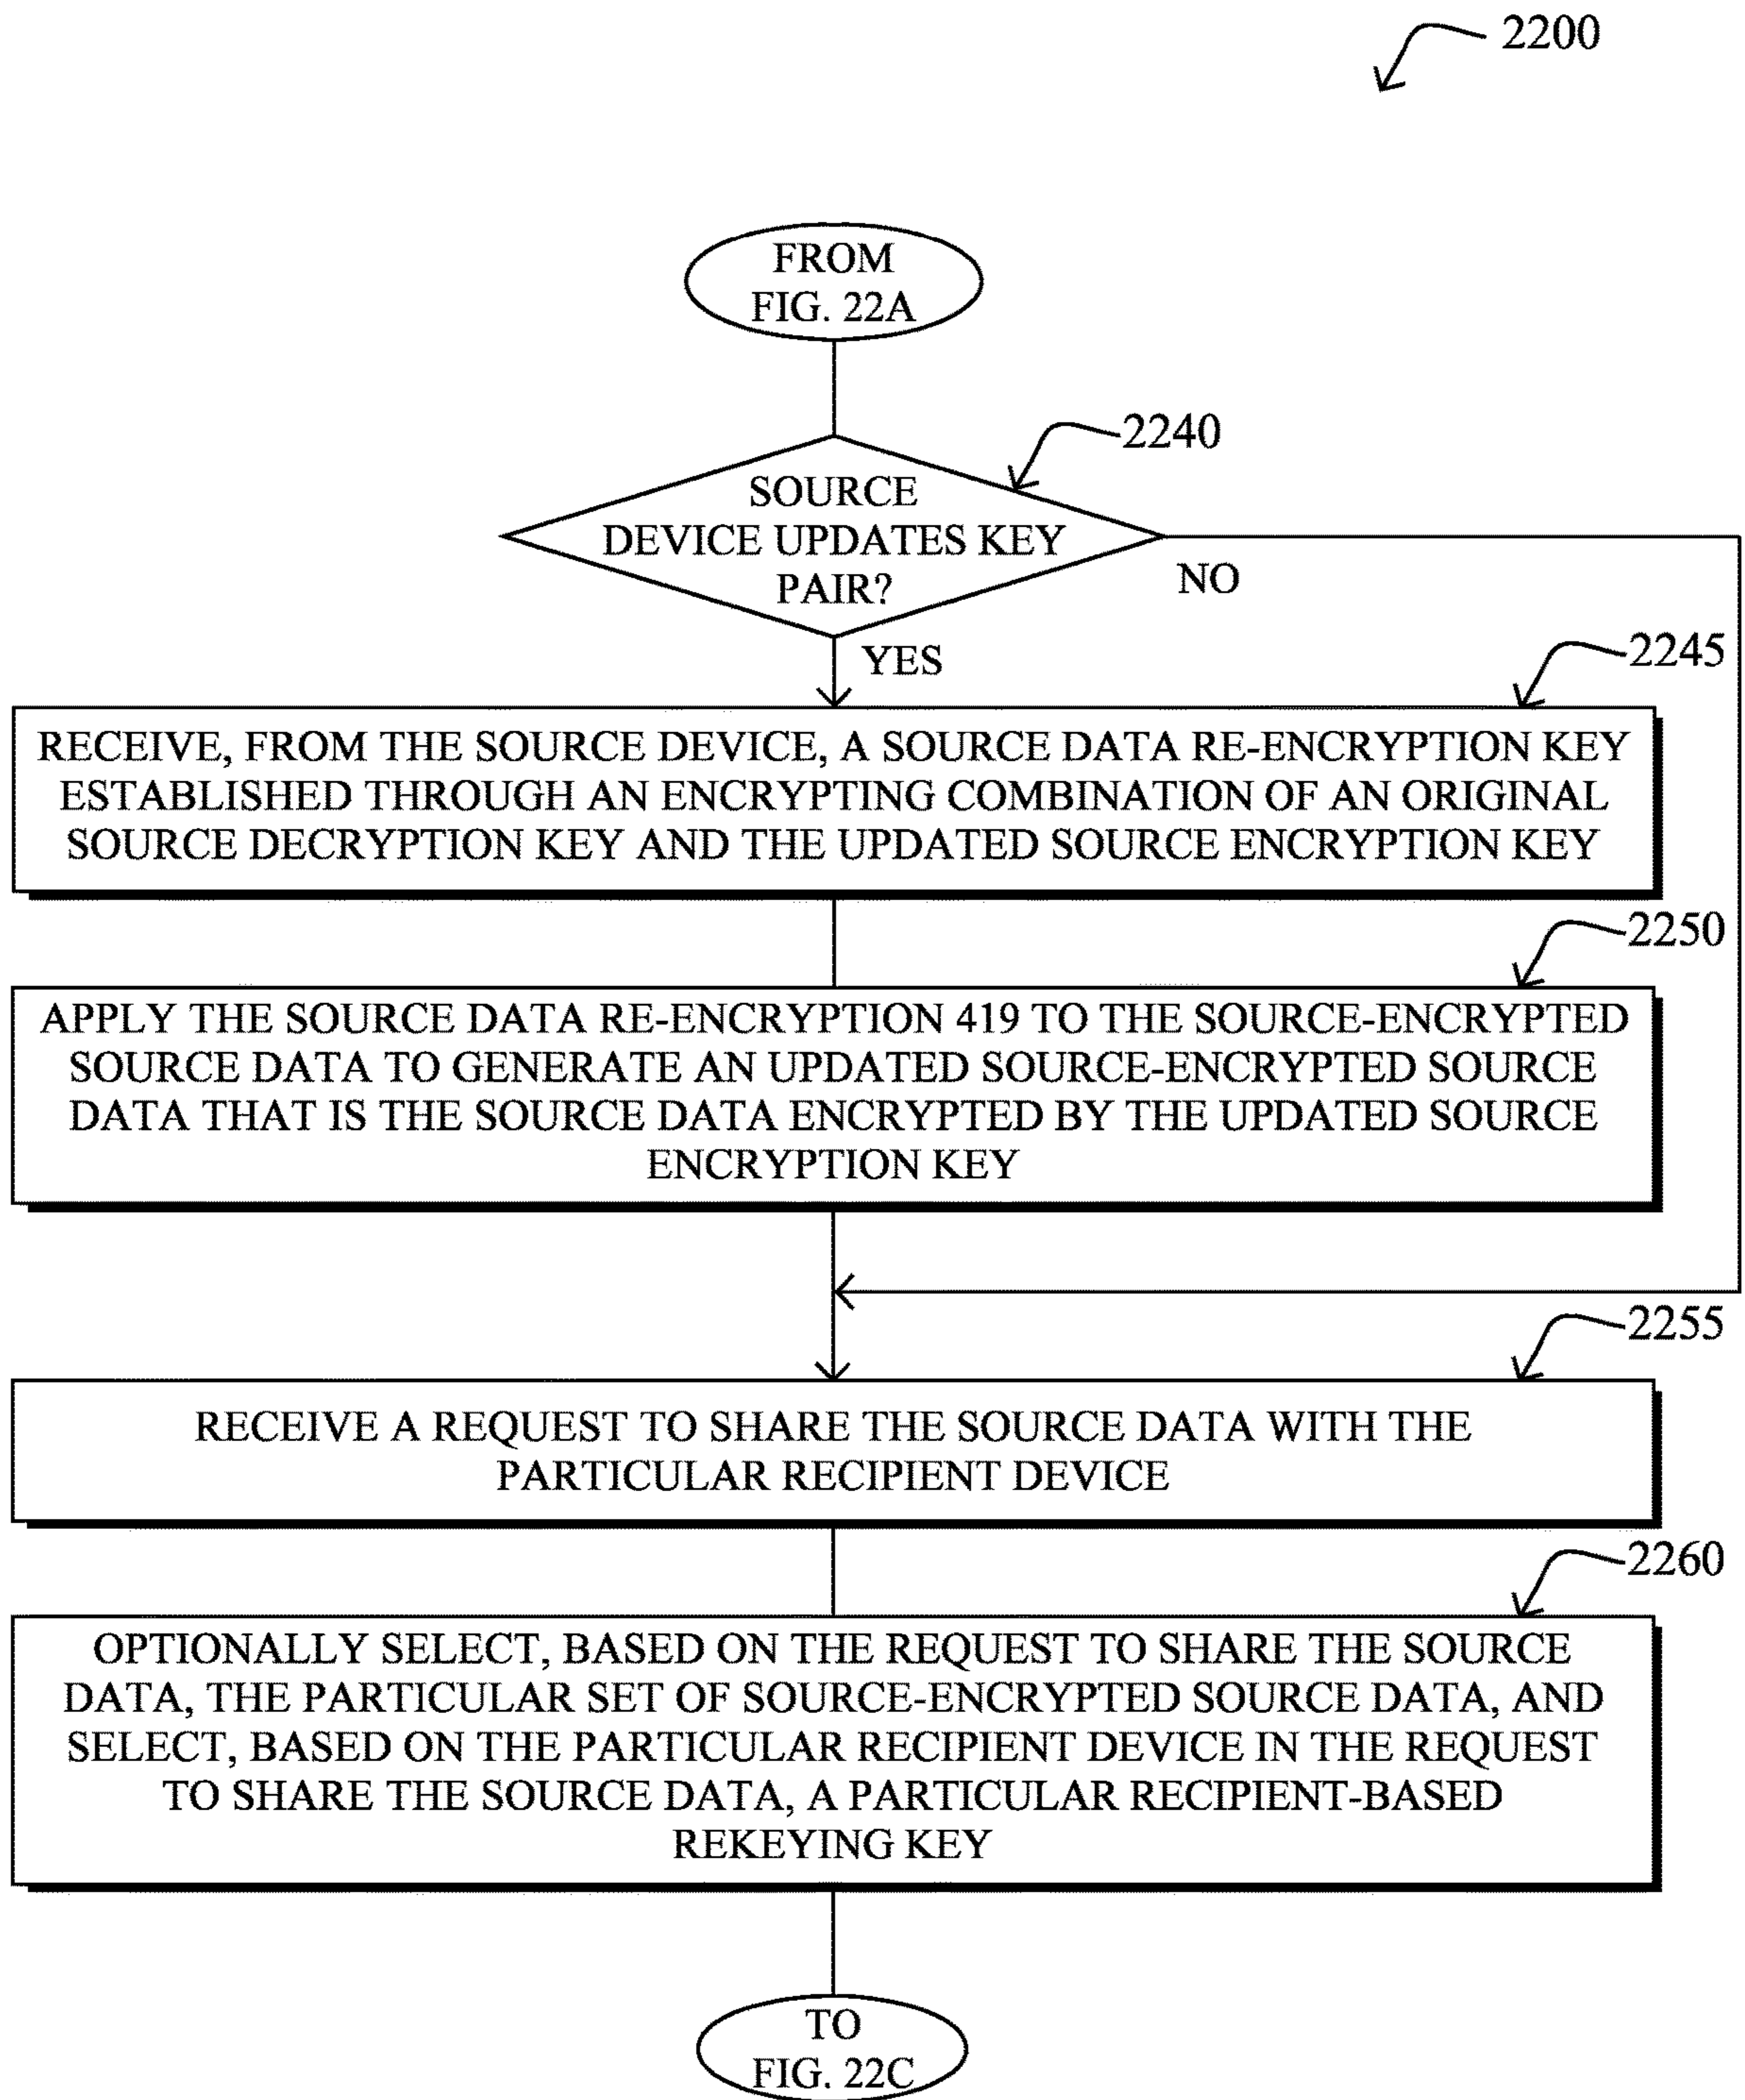 2200
FROM
FIG. 22A
2240
SOURCE
DEVICE UPDATES KEY
PAIR?
NO
YES
2245
RECEIVE, FROM THE SOURCE DEVICE, A SOURCE DATA RE-ENCRYPTION KEY
ESTABLISHED THROUGH AN ENCRYPTING COMBINATION OF AN ORIGINAL
SOURCE DECRYPTION KEY AND THE UPDATED SOURCE ENCRYPTION KEY
2250
APPLY THE SOURCE DATA RE-ENCRYPTION 419 TO THE SOURCE-ENCRYPTED
SOURCE DATA TO GENERATE AN UPDATED SOURCE-ENCRYPTED SOURCE
DATA THAT IS THE SOURCE DATA ENCRYPTED BY THE UPDATED SOURCE
ENCRYPTION KEY
2255
RECEIVE A REQUEST TO SHARE THE SOURCE DATA WITH THE
PARTICULAR RECIPIENT DEVICE
2260
OPTIONALLY SELECT, BASED ON THE REQUEST TO SHARE THE SOURCE
DATA, THE PARTICULAR SET OF SOURCE-ENCRYPTED SOURCE DATA, AND
SELECT, BASED ON THE PARTICULAR RECIPIENT DEVICE IN THE REQUEST
TO SHARE THE SOURCE DATA, A PARTICULAR RECIPIENT-BASED
REKEYING KEY
TO
FIG. 22C